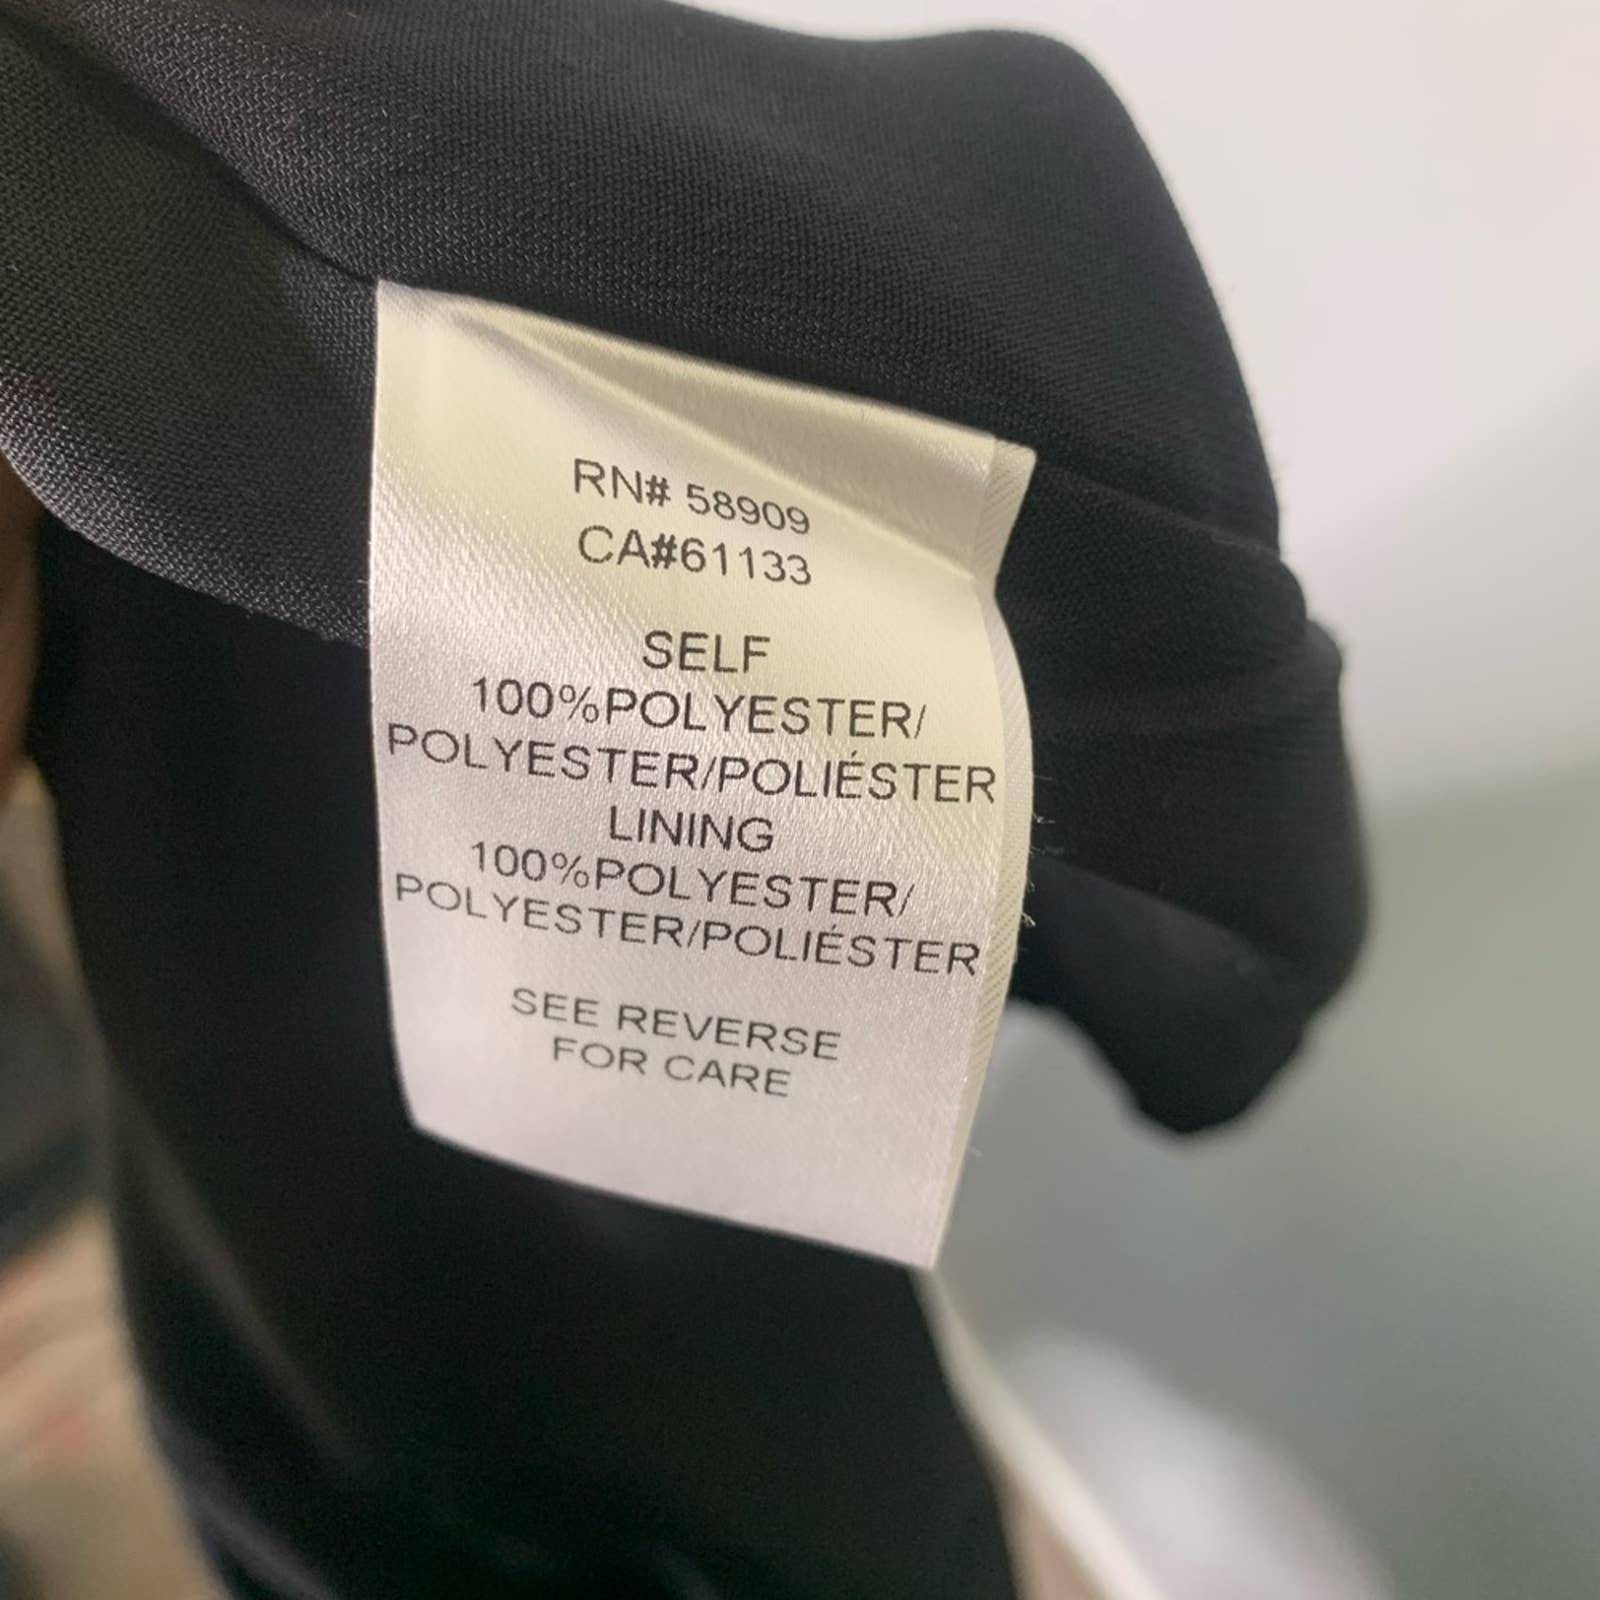 RN# 58909
CA#61133
SELF
100%POLYESTER/
POLYESTER/POLIÉSTER
LINING
100%POLYESTER/
POLYESTER/POLIÉSTER
SEE REVERSE
FOR CARE